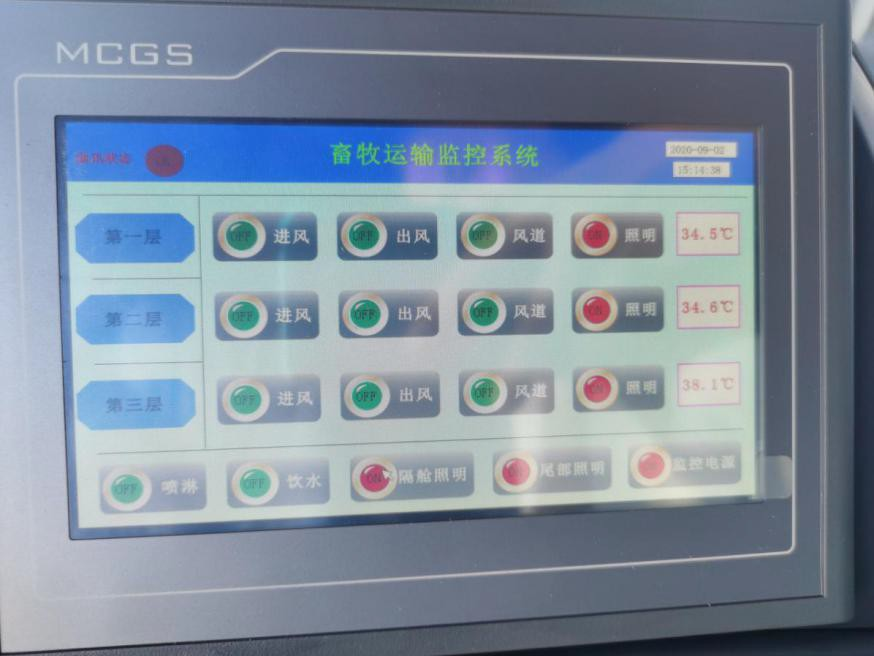 MCGS
通讯状态
畜牧运输监控系统
2020-09-02
15:14:38
第一层 OFF 进风 OFF 出风 OFF 风道 ON 照明 34.5℃
第二层 OFF 进风 OFF 出风 OFF 风道 ON 照明 34.6℃
第三层 OFF 进风 OFF 出风 OFF 风道 ON 照明 38.1℃
OFF 喷淋 OFF 饮水 ON 隔舱照明 ON 尾部照明 ON 监控电源